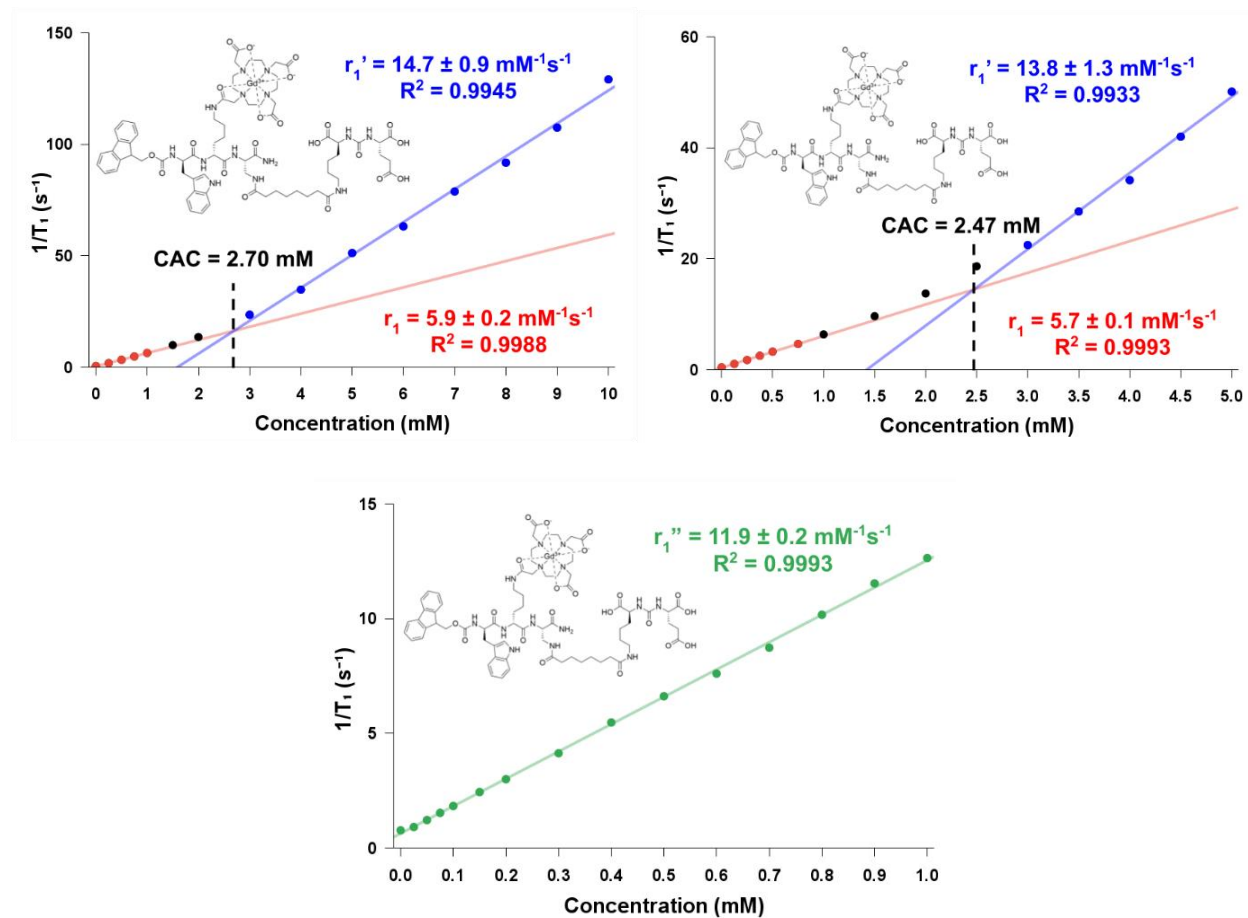 150
100
50
0
1/T₁ (s⁻¹)
r₁' = 14.7 ± 0.9 mM⁻¹s⁻¹
R² = 0.9945
CAC = 2.70 mM
r₁ = 5.9 ± 0.2 mM⁻¹s⁻¹
R² = 0.9988
0 1 2 3 4 5 6 7 8 9 10
Concentration (mM)
60
40
20
0
1/T₁ (s⁻¹)
r₁' = 13.8 ± 1.3 mM⁻¹s⁻¹
R² = 0.9933
CAC = 2.47 mM
r₁ = 5.7 ± 0.1 mM⁻¹s⁻¹
R² = 0.9993
0.0 0.5 1.0 1.5 2.0 2.5 3.0 3.5 4.0 4.5 5.0
Concentration (mM)
15
10
5
0
1/T₁ (s⁻¹)
r₁” = 11.9 ± 0.2 mM⁻¹s⁻¹
R² = 0.9993
0.0 0.1 0.2 0.3 0.4 0.5 0.6 0.7 0.8 0.9 1.0
Concentration (mM)